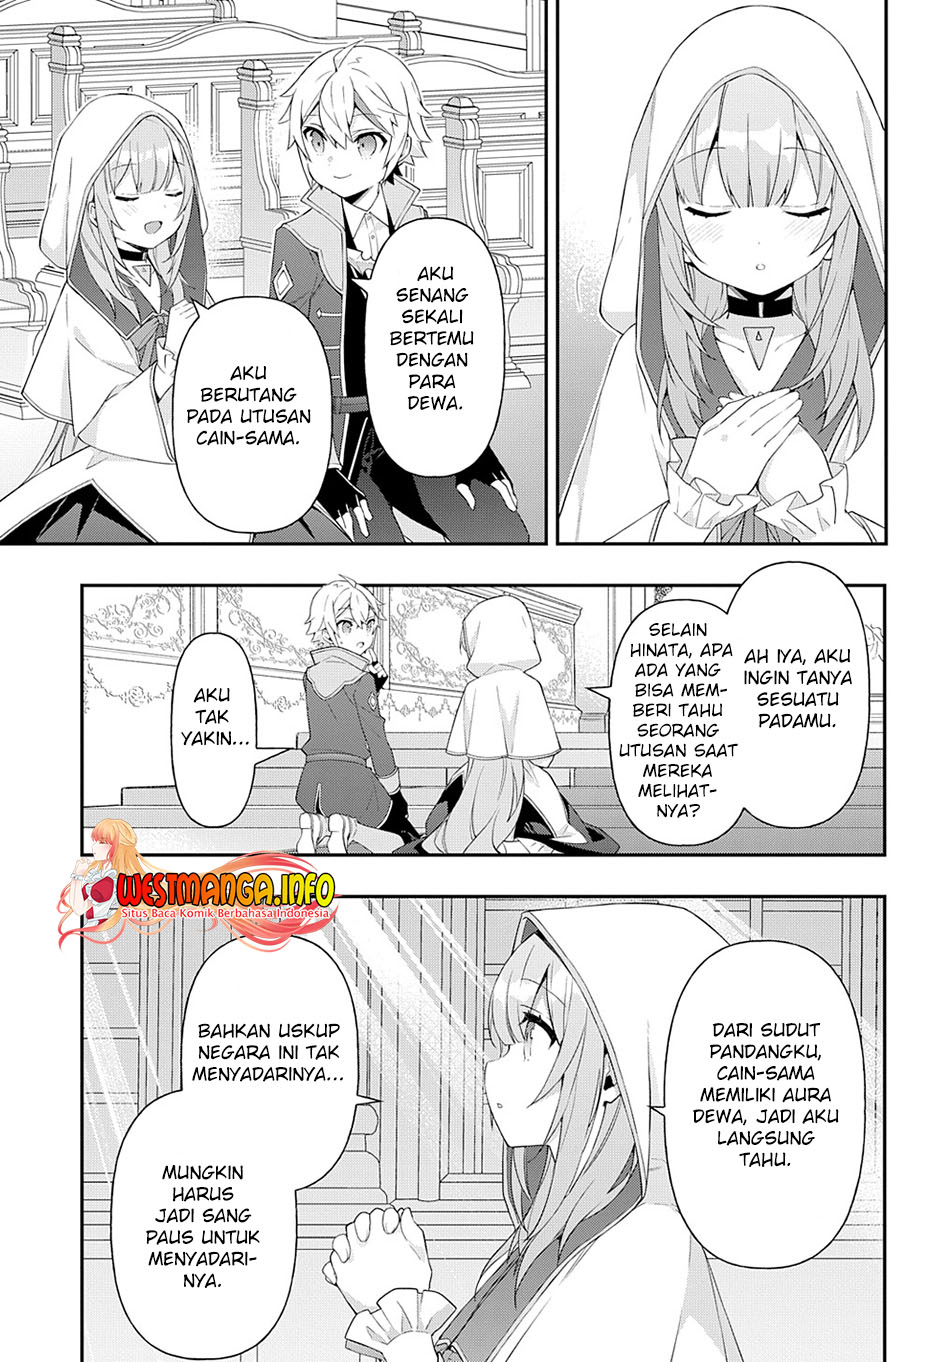 AKU
SENANG
SEKALI
BERTEMU
DENGAN
PARA
DEWA.
AKU
BERUTANG
PADA UTUSAN
CAIN-SAMA.
AH IYA, AKU
INGIN TANYA
SESUATU
PADAMU.
SELAIN
HINATA, APA
ADA YANG
BISA MEM-
BERI TAHU
SEORANG
UTUSAN SAAT
MEREKA
MELIHAT-
NYA?
AKU
TAK
YAKIN...
WESTMANGA.INFO
Situs Baca Komik Berbahasa Indonesia
DARI SUDUT
PANDANGKU,
CAIN-SAMA
MEMILIKI AURA
DEWA, JADI AKU
LANGSUNG
TAHU.
BAHKAN USKUP
NEGARA INI TAK
MENYADARINYA...
MUNGKIN
HARUS
JADI SANG
PAUS UNTUK
MENYADARI-
NYA.